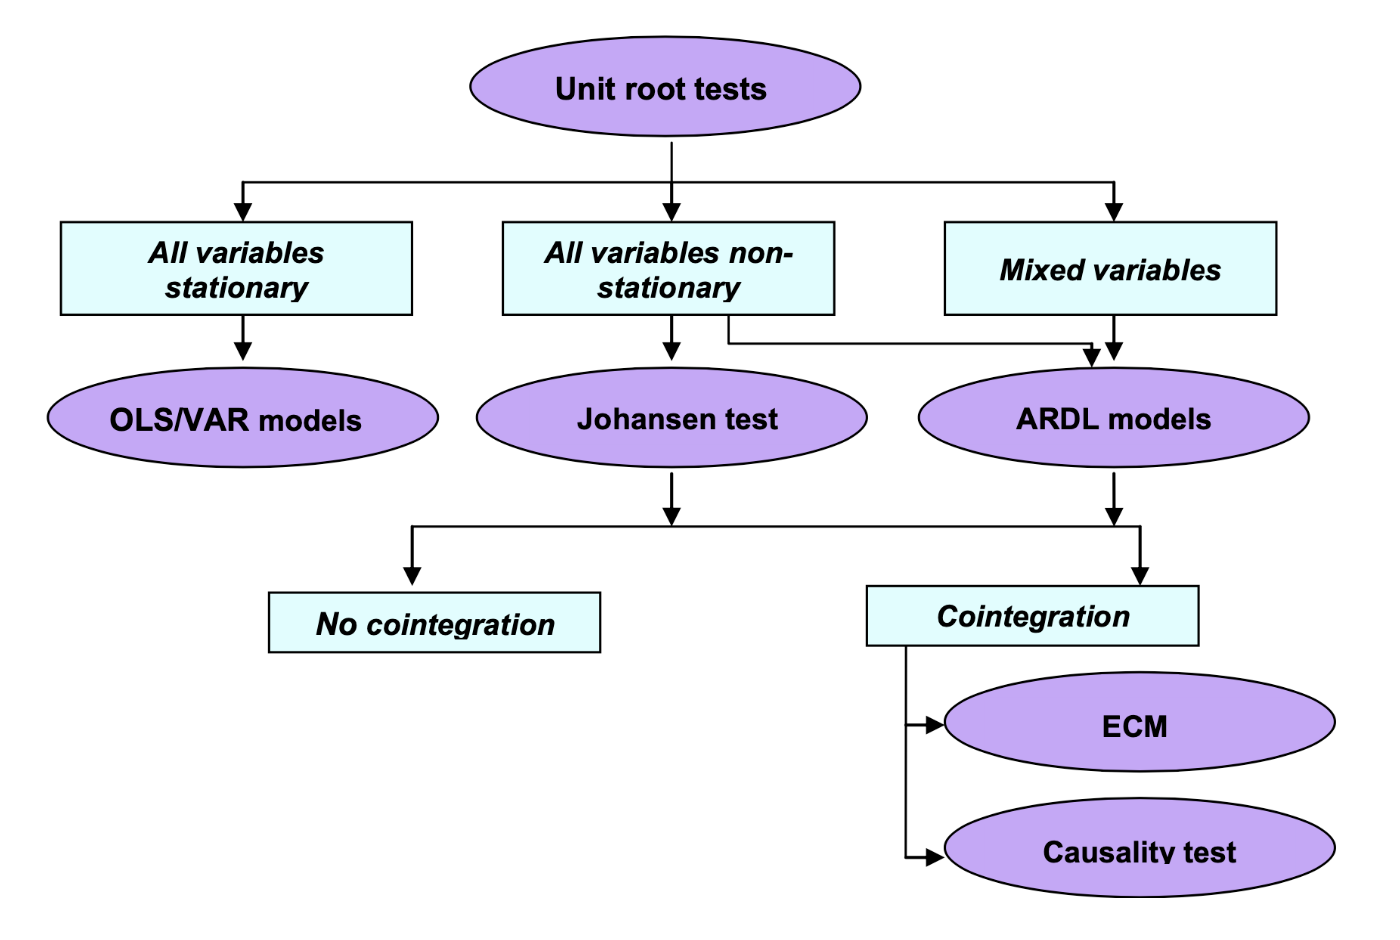 Unit root tests
All variables
stationary
All variables non-
stationary
Mixed variables
OLS/VAR models
Johansen test
ARDL models
No cointegration
Cointegration
ECM
Causality test